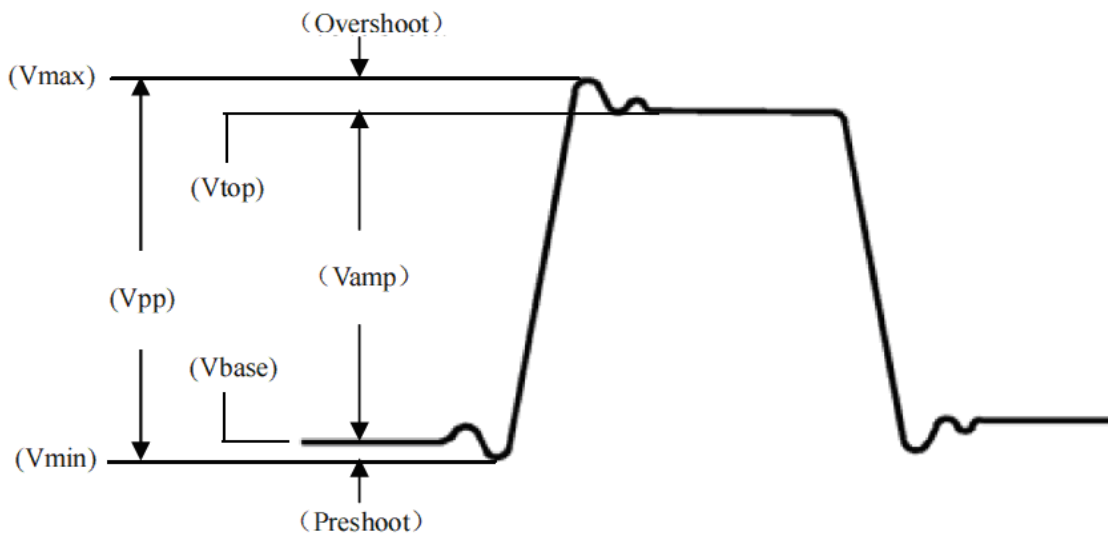 （Overshoot）
(Vmax)
(Vtop)
（Vamp）
(Vpp)
(Vbase)
(Vmin)
（Preshoot）